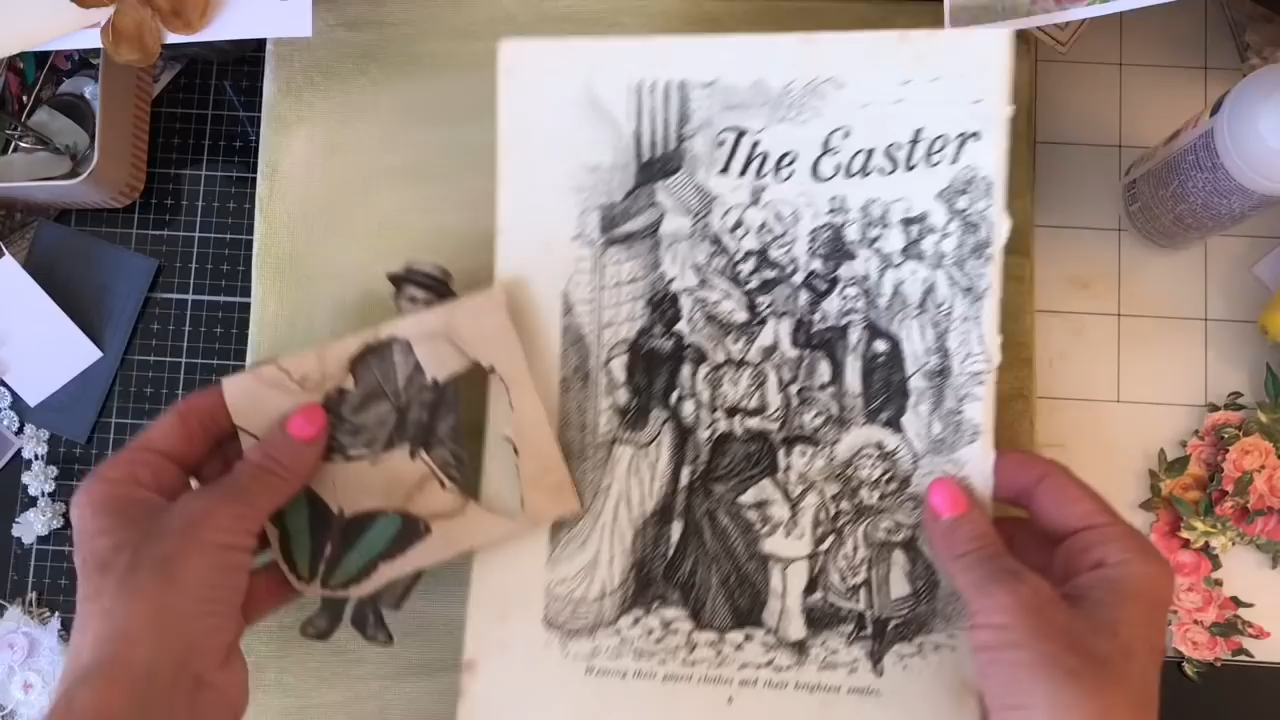 The Easter
Wearing their gayest clothes and their brightest smiles.